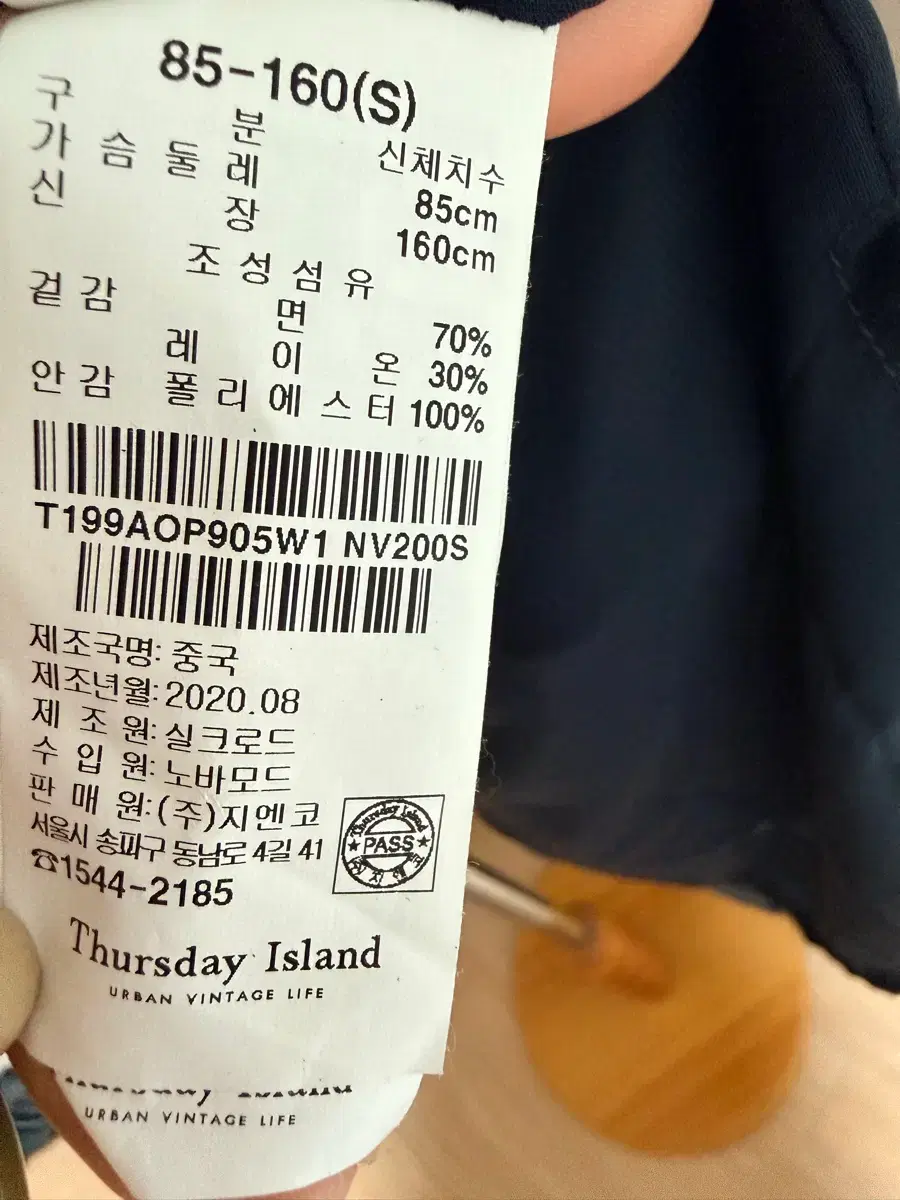 85-160(S)
구 분 신체치수
가 슴 둘 레 85cm
신 장 160cm
조 성 섬 유
겉 감 면 70%
레 이 온 30%
안 감 폴 리 에 스 터 100%
T199AOP905W1 NV200S
제조국명: 중국
제조년월: 2020.08
제 조 원: 실크로드
수 입 원: 노바모드
판 매 원: (주)지엔코
서울시 송파구 동남로 4길 41
☎1544-2185
Thursday Island
★PASS★
Thursday Island
URBAN VINTAGE LIFE
URBAN VINTAGE LIFE